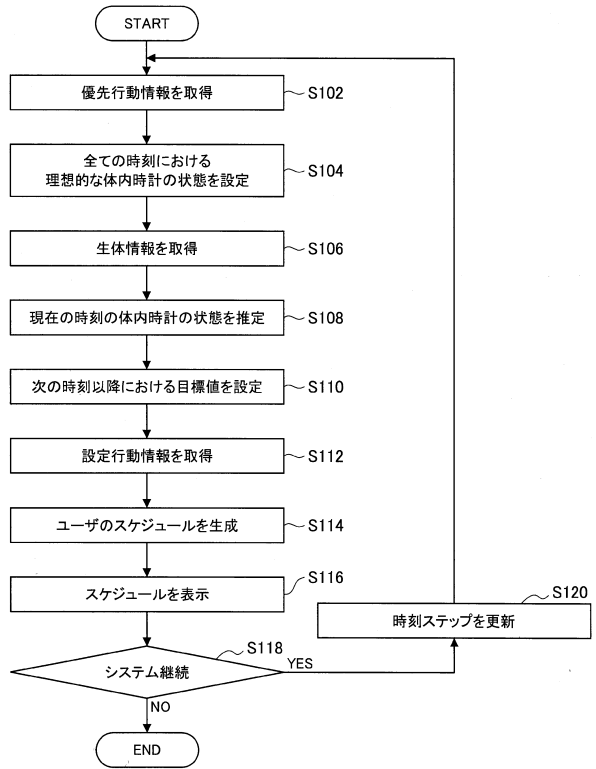 START
優先行動情報を取得
S102
全ての時刻における
理想的な体内時計の状態を設定
S104
生体情報を取得
S106
現在の時刻の体内時計の状態を推定
S108
次の時刻以降における目標値を設定
S110
設定行動情報を取得
S112
ユーザのスケジュールを生成
S114
スケジュールを表示
S116
時刻ステップを更新
S120
システム継続
S118
YES
NO
END